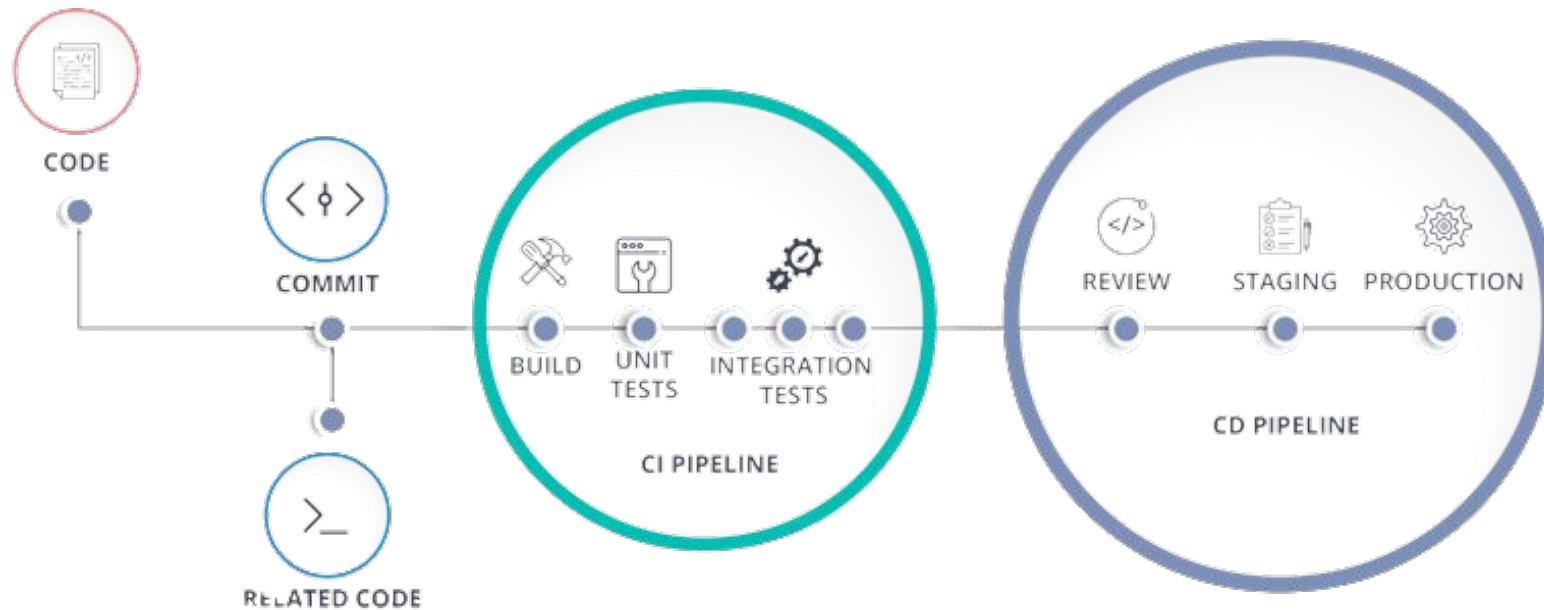 CODE
COMMIT
RELATED CODE
BUILD
UNIT
TESTS
INTEGRATION
TESTS
CI PIPELINE
REVIEW
STAGING
PRODUCTION
CD PIPELINE